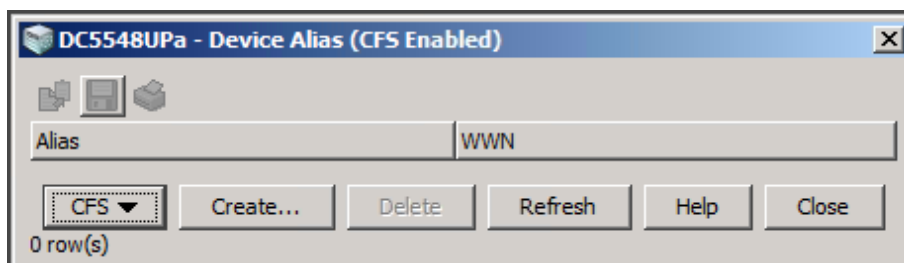 DC5548UPa - Device Alias (CFS Enabled)
Alias WWN
CFS Create... Delete Refresh Help Close
0 row(s)